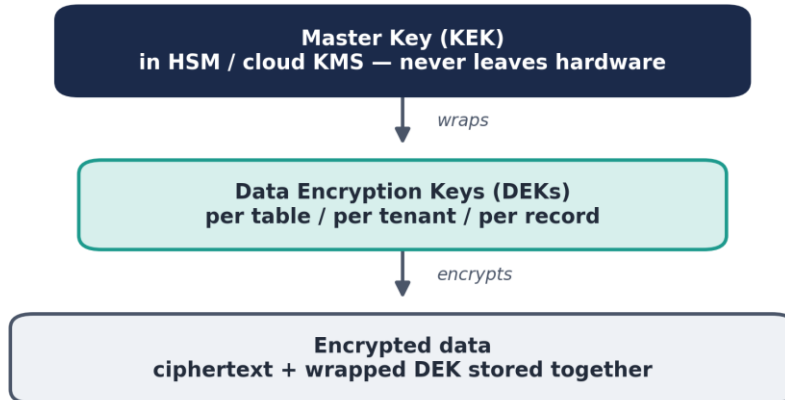 Master Key (KEK)
in HSM / cloud KMS — never leaves hardware
wraps
Data Encryption Keys (DEKs)
per table / per tenant / per record
encrypts
Encrypted data
ciphertext + wrapped DEK stored together